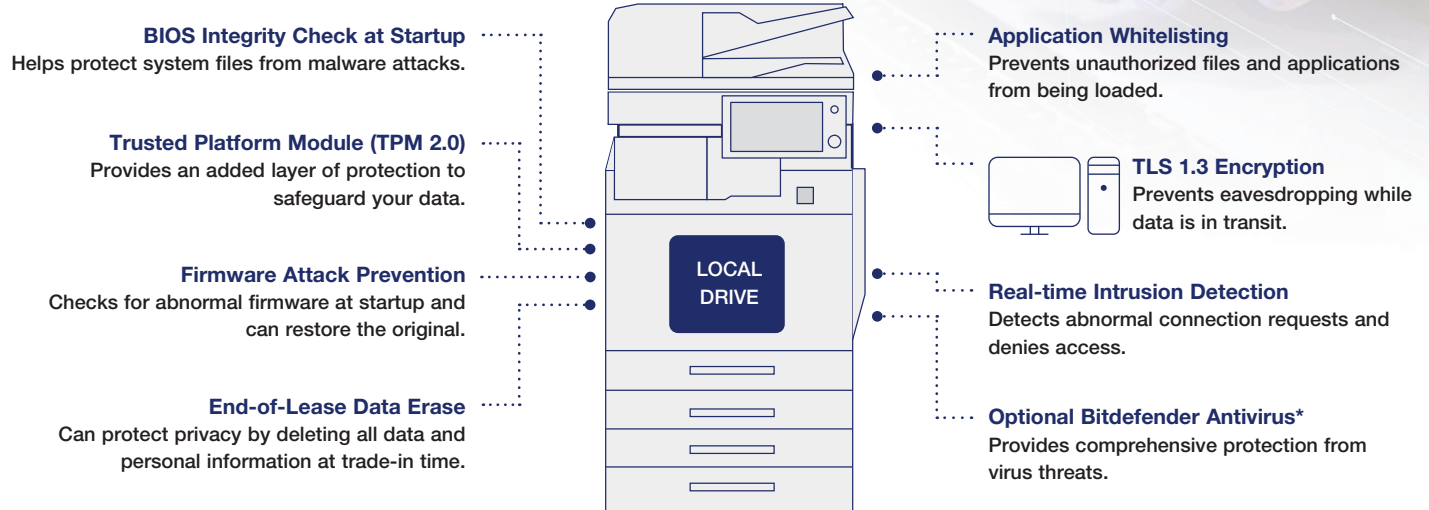 BIOS Integrity Check at Startup
Helps protect system files from malware attacks.
Trusted Platform Module (TPM 2.0)
Provides an added layer of protection to
safeguard your data.
Firmware Attack Prevention
Checks for abnormal firmware at startup and
can restore the original.
End-of-Lease Data Erase
Can protect privacy by deleting all data and
personal information at trade-in time.
LOCAL
DRIVE
Application Whitelisting
Prevents unauthorized files and applications
from being loaded.
TLS 1.3 Encryption
Prevents eavesdropping while
data is in transit.
Real-time Intrusion Detection
Detects abnormal connection requests and
denies access.
Optional Bitdefender Antivirus*
Provides comprehensive protection from
virus threats.